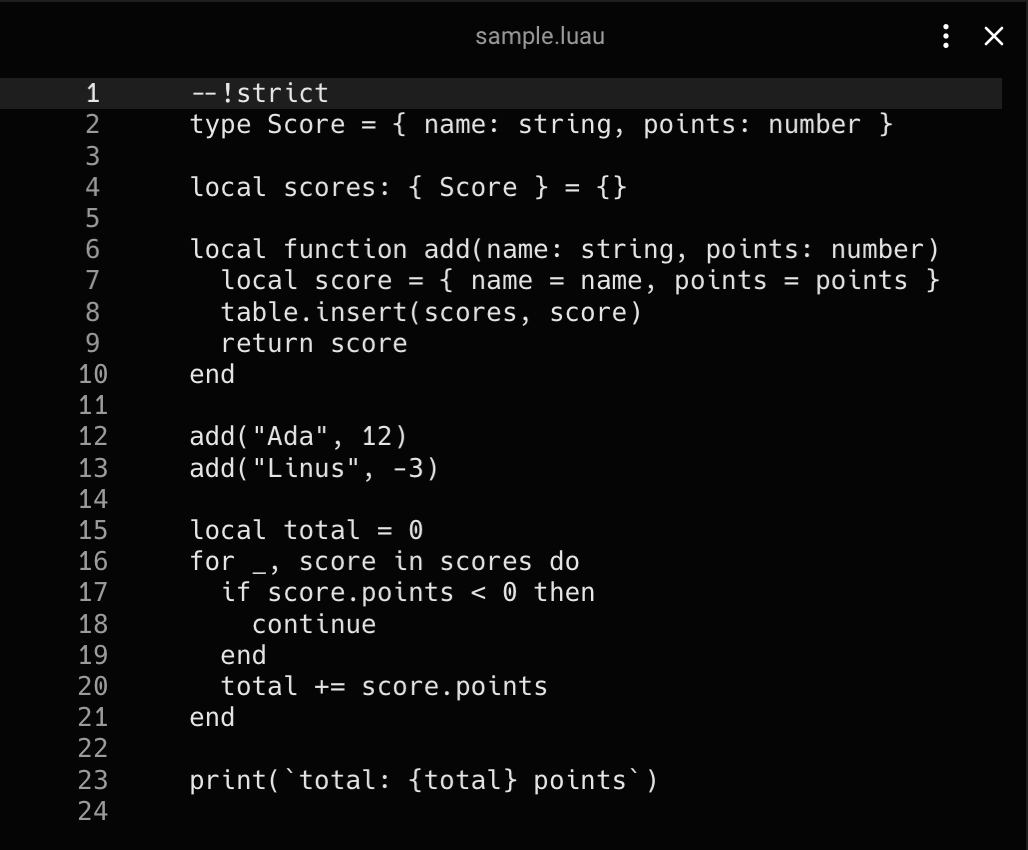 sample.luau
1 --!strict
2 type Score = { name: string, points: number }
3
4 local scores: { Score } = {}
5
6 local function add(name: string, points: number)
7   local score = { name = name, points = points }
8   table.insert(scores, score)
9   return score
10 end
11
12 add("Ada", 12)
13 add("Linus", -3)
14
15 local total = 0
16 for _, score in scores do
17   if score.points < 0 then
18     continue
19   end
20   total += score.points
21 end
22
23 print(`total: {total} points`)
24